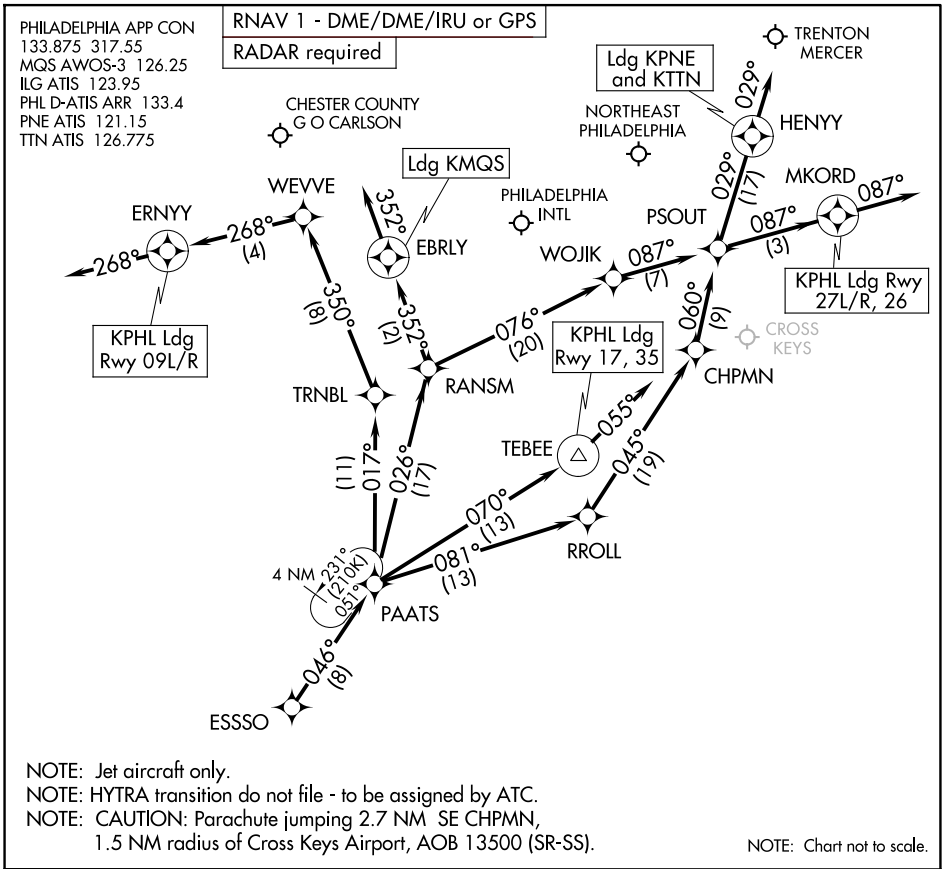 PHILADELPHIA APP CON
133.875 317.55
MQS AWOS-3 126.25
ILG ATIS 123.95
PHL D-ATIS ARR 133.4
PNE ATIS 121.15
TTN ATIS 126.775
RNAV 1 - DME/DME/IRU or GPS
RADAR required
TRENTON
MERCER
Ldg KPNE
and KTTN
029°
HENYY
CHESTER COUNTY
G O CARLSON
NORTHEAST
PHILADELPHIA
029°
(17)
MKORD
087°
Ldg KMQS
WEVVE
ERNYY
268°
(4)
268°
352°
EBRLY
PHILADELPHIA
INTL
PSOUT
087°
(3)
WOJIK
087°
(7)
KPHL Ldg Rwy
27L/R, 26
350°
(8)
352°
(2)
076°
(20)
060°
(9)
KPHL Ldg
Rwy 09L/R
KPHL Ldg
Rwy 17, 35
CROSS
KEYS
TRNBL
RANSM
CHPMN
055°
TEBEE
045°
(19)
017°
(11)
026°
(17)
070°
(13)
081°
(13)
RROLL
4 NM
231°
(210K)
051°
PAATS
046°
(8)
ESSSO
NOTE: Jet aircraft only.
NOTE: HYTRA transition do not file - to be assigned by ATC.
NOTE: CAUTION: Parachute jumping 2.7 NM SE CHPMN,
1.5 NM radius of Cross Keys Airport, AOB 13500 (SR-SS).
NOTE: Chart not to scale.